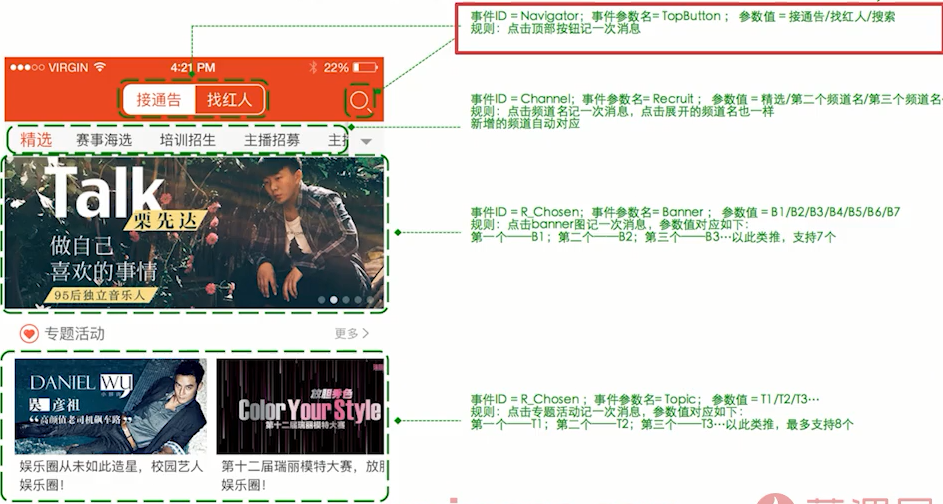 事件ID = Navigator；事件参数名= TopButton ； 参数值 = 接通告/找红人/搜索
规则：点击顶部按钮记一次消息
VIRGIN 4:21 PM 22%
接通告 找红人
事件ID = Channel；事件参数名= Recruit ； 参数值 = 精选/第二个频道名/第三个频道名
规则：点击频道名记一次消息，点击展开的频道名也一样
新增的频道自动对应
精选 赛事海选 培训招生 主播招募 主
Talk
栗先达
做自己
喜欢的事情
95后独立音乐人
事件ID = R_Chosen；事件参数名= Banner ； 参数值 = B1/B2/B3/B4/B5/B6/B7
规则：点击banner图记一次消息，参数值对应如下：
第一个——B1；第二个——B2；第三个——B3…以此类推，支持7个
专题活动 更多
DANIEL WU
吴彦祖
“高颜值老司机飙车路”
放胆秀色
Color Your Style
第十二届瑞丽模特大赛
事件ID = R_Chosen ；事件参数名= Topic； 参数值 = T1/T2/T3…
规则：点击专题活动记一次消息，参数值对应如下：
第一个——T1；第二个——T2；第三个——T3…以此类推，最多支持8个
娱乐圈从未如此造星，校园艺人 第十二届瑞丽模特大赛，放
娱乐圈！ 娱乐圈！